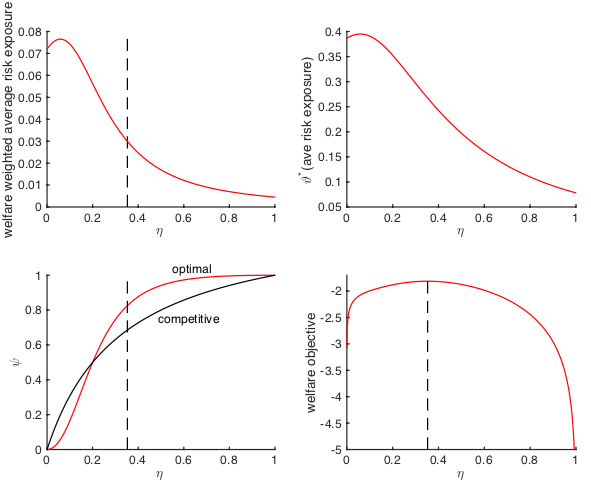 welfare weighted average risk exposure
0.08
0.07
0.06
0.05
0.04
0.03
0.02
0.01
0
0 0.2 0.4 0.6 0.8 1
η
ϑ* (ave risk exposure)
0.4
0.35
0.3
0.25
0.2
0.15
0.1
0.05
0 0.2 0.4 0.6 0.8 1
η
ψ
1
0.8
0.6
0.4
0.2
0
optimal
competitive
0 0.2 0.4 0.6 0.8 1
η
welfare objective
-2
-2.5
-3
-3.5
-4
-4.5
-5
0 0.2 0.4 0.6 0.8 1
η